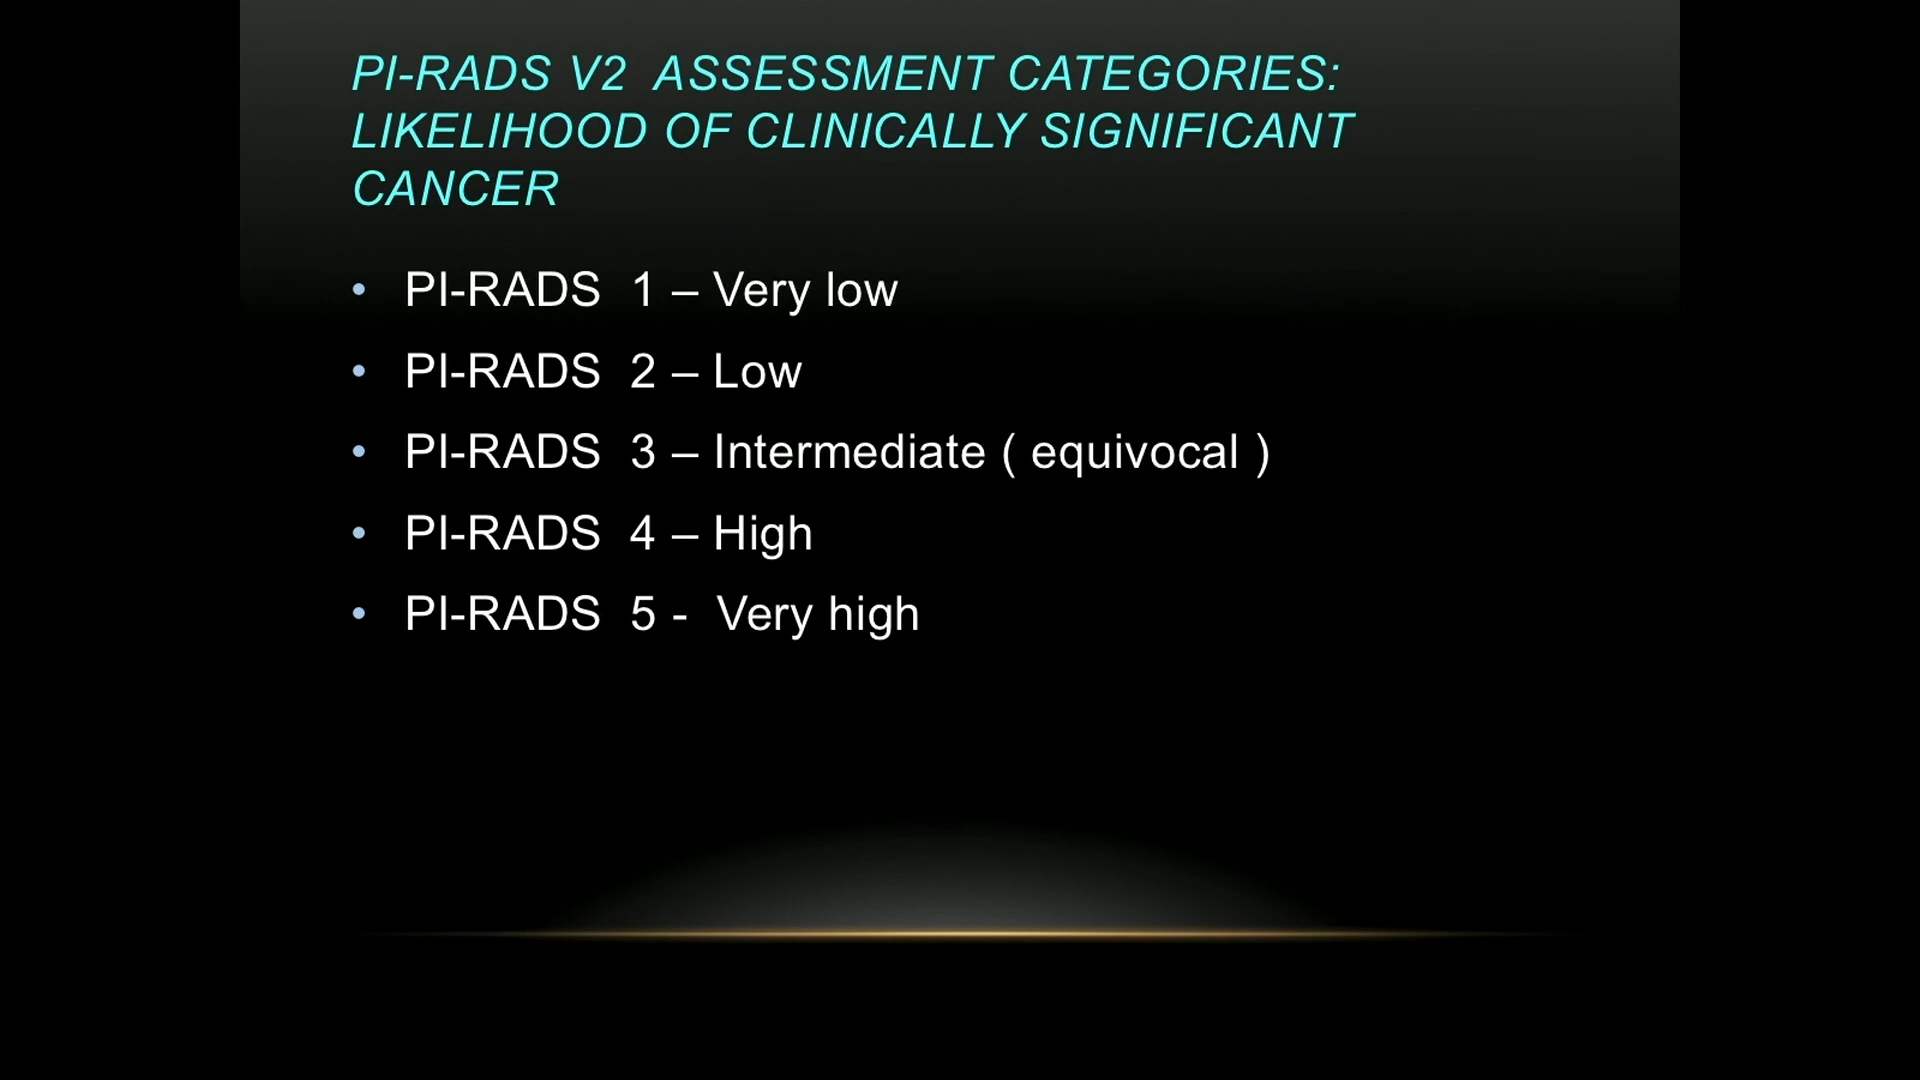 PI-RADS V2 ASSESSMENT CATEGORIES:
LIKELIHOOD OF CLINICALLY SIGNIFICANT
CANCER
• PI-RADS 1 – Very low
• PI-RADS 2 – Low
• PI-RADS 3 – Intermediate ( equivocal )
• PI-RADS 4 – High
• PI-RADS 5 - Very high